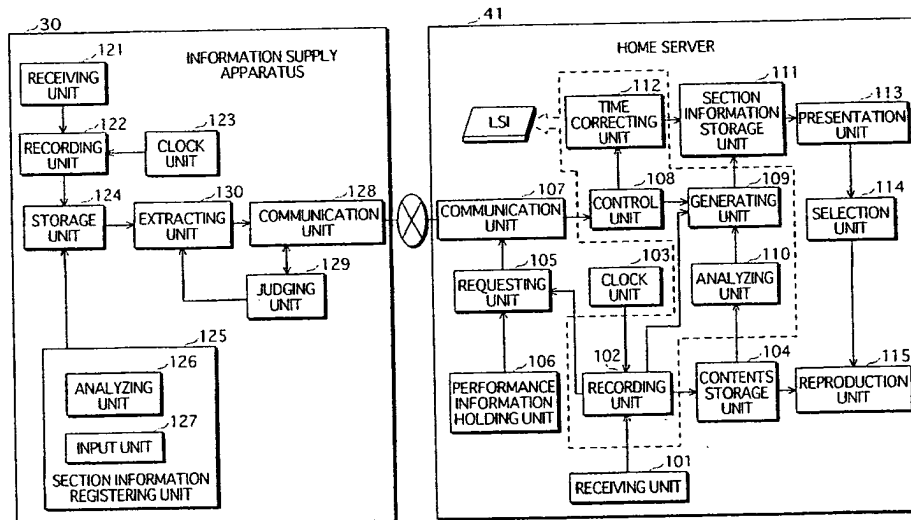 30
INFORMATION SUPPLY
APPARATUS
121
RECEIVING
UNIT
122
RECORDING
UNIT
123
CLOCK
UNIT
124
STORAGE
UNIT
130
EXTRACTING
UNIT
128
COMMUNICATION
UNIT
129
JUDGING
UNIT
125
126
ANALYZING
UNIT
127
INPUT UNIT
SECTION INFORMATION
REGISTERING UNIT
41
HOME SERVER
LSI
112
TIME
CORRECTING
UNIT
111
SECTION
INFORMATION
STORAGE
UNIT
113
PRESENTATION
UNIT
107
COMMUNICATION
UNIT
108
CONTROL
UNIT
109
GENERATING
UNIT
114
SELECTION
UNIT
105
REQUESTING
UNIT
103
CLOCK
UNIT
110
ANALYZING
UNIT
106
PERFORMANCE
INFORMATION
HOLDING UNIT
102
RECORDING
UNIT
104
CONTENTS
STORAGE
UNIT
115
REPRODUCTION
UNIT
101
RECEIVING UNIT